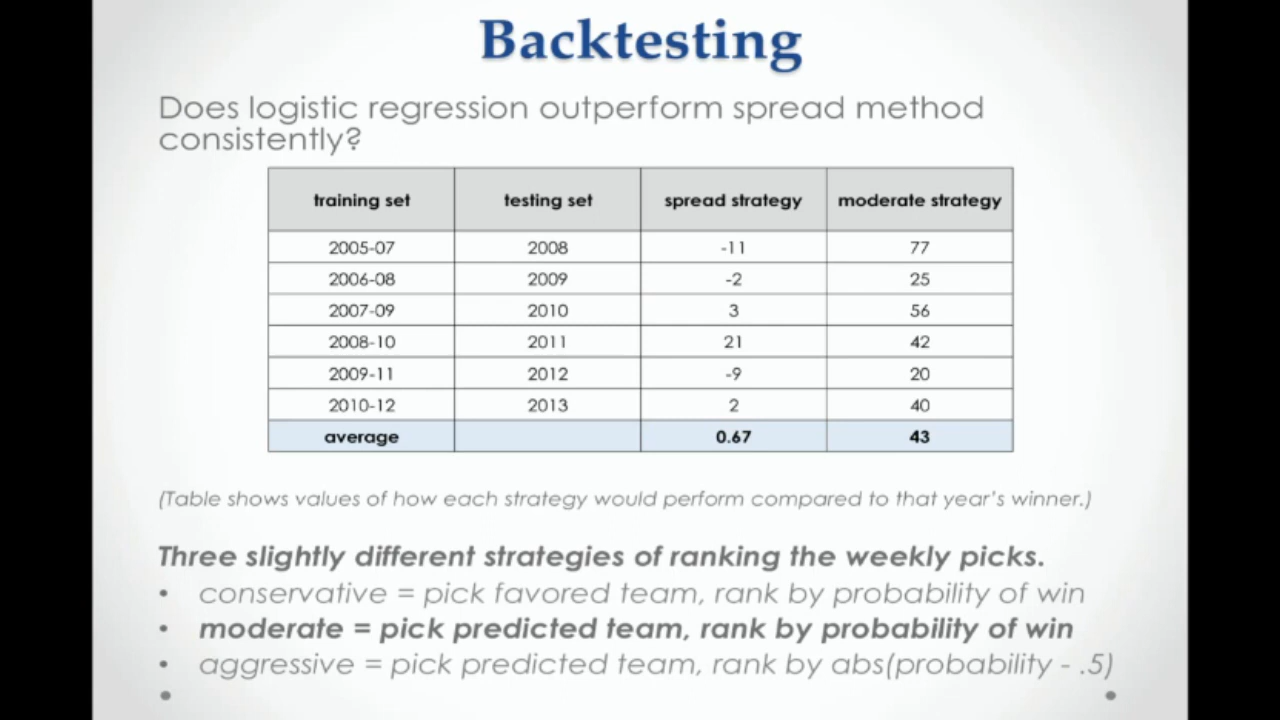 Backtesting
Does logistic regression outperform spread method
consistently?
training set testing set spread strategy moderate strategy
2005-07 2008 -11 77
2006-08 2009 -2 25
2007-09 2010 3 56
2008-10 2011 21 42
2009-11 2012 -9 20
2010-12 2013 2 40
average 0.67 43
(Table shows values of how each strategy would perform compared to that year's winner.)
Three slightly different strategies of ranking the weekly picks.
• conservative = pick favored team, rank by probability of win
• moderate = pick predicted team, rank by probability of win
• aggressive = pick predicted team, rank by abs(probability - .5)